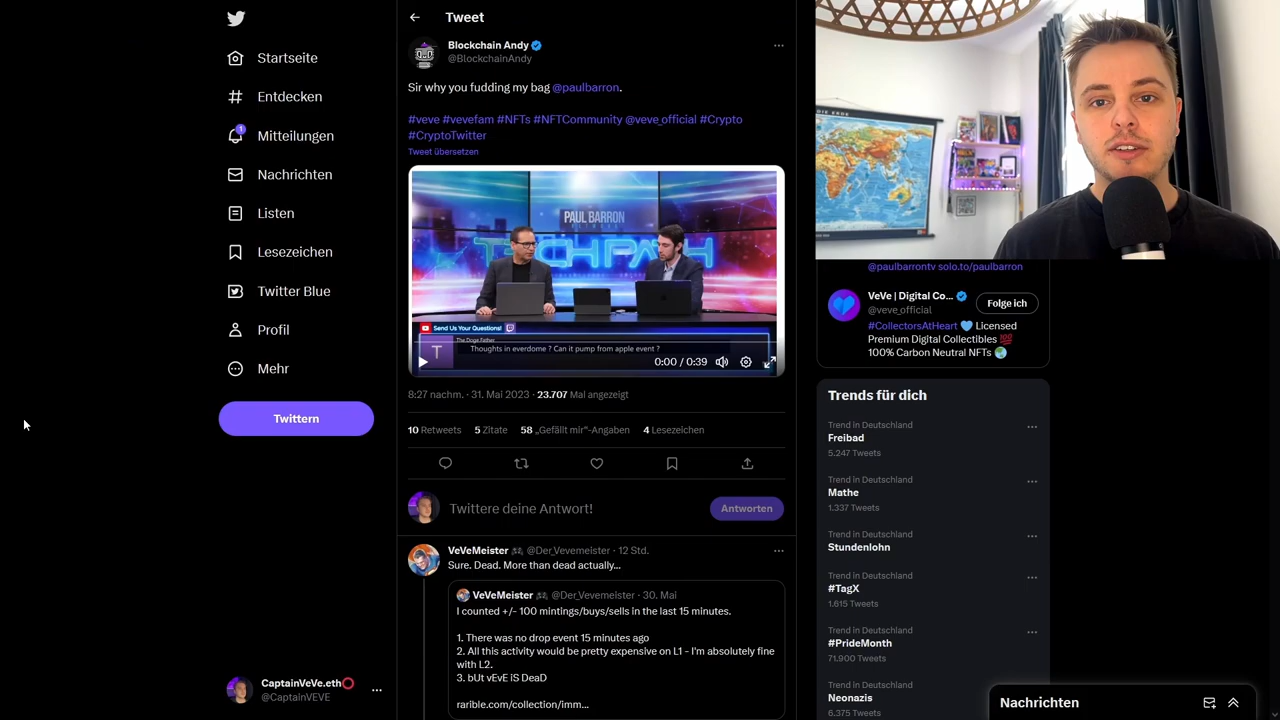 Startseite
Entdecken
1
Mitteilungen
Nachrichten
Listen
Lesezeichen
Twitter Blue
Profil
Mehr
Twittern
CaptainVeVe.eth⭕
@CaptainVEVE
Tweet
Blockchain Andy
@BlockchainAndy
Sir why you fudding my bag @paulbarron.
#veve #vevefam #NFTs #NFTCommunity @veve_official #Crypto
#CryptoTwitter
Tweet übersetzen
PAUL BARRON
TECHPATH
Send Us Your Questions!
The Doge Father
T
Thoughts in everdome ? Can it pump from apple event ?
0:00 / 0:39
8:27 nachm. · 31. Mai 2023 · 23.707 Mal angezeigt
10 Retweets 5 Zitate 58 „Gefällt mir“-Angaben 4 Lesezeichen
Twittere deine Antwort!
Antworten
VeVeMeister @Der_Vevemeister · 12 Std.
Sure. Dead. More than dead actually...
VeVeMeister @Der_Vevemeister · 30. Mai
I counted +/- 100 mintings/buys/sells in the last 15 minutes.
1. There was no drop event 15 minutes ago
2. All this activity would be pretty expensive on L1 - I'm absolutely fine
with L2.
3. bUt vEvE iS DeaD
rarible.com/collection/imm...
DIE ERDE
@paulbarrontv solo.to/paulbarron
VeVe | Digital Co...
@veve_official
Folge ich
#CollectorsAtHeart 🩵 Licensed
Premium Digital Collectibles 💯
100% Carbon Neutral NFTs 🌏
Trends für dich
Trend in Deutschland
Freibad
5.247 Tweets
Trend in Deutschland
Mathe
1.337 Tweets
Trend in Deutschland
Stundenlohn
Trend in Deutschland
#TagX
1.615 Tweets
Trend in Deutschland
#PrideMonth
71.900 Tweets
Trend in Deutschland
Neonazis
6.375 Tweets
Nachrichten